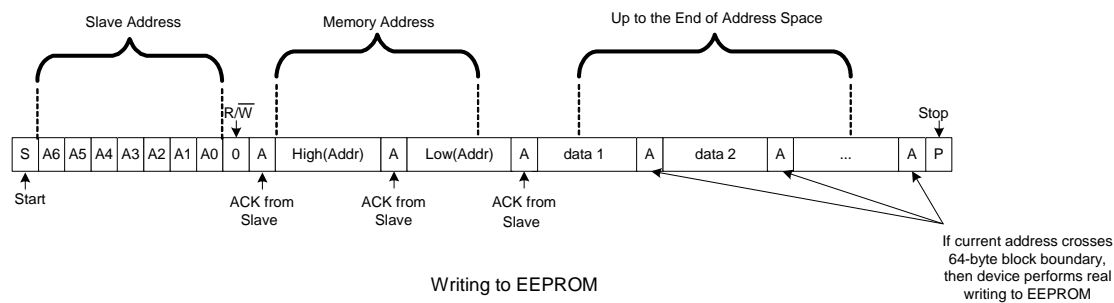 Slave Address
Memory Address
Up to the End of Address Space
R/W
Stop
S A6 A5 A4 A3 A2 A1 A0 0 A High(Addr) A Low(Addr) A data 1 A data 2 A ... A P
Start
ACK from
Slave
ACK from
Slave
ACK from
Slave
If current address crosses
64-byte block boundary,
then device performs real
writing to EEPROM
Writing to EEPROM